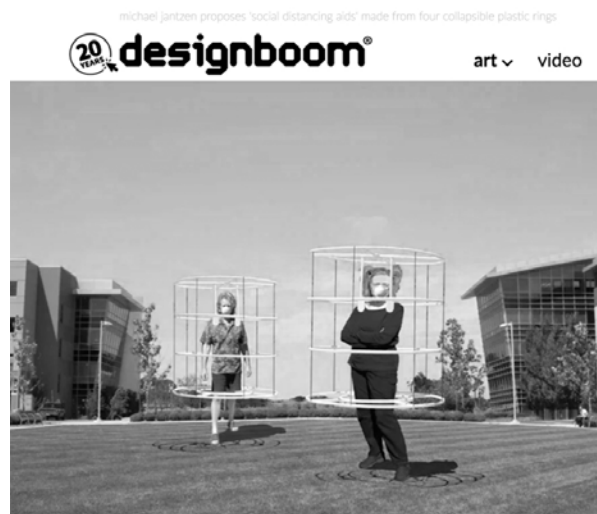 michael jantzen proposes 'social distancing aids' made from four collapsible plastic rings
20 YEARS designboom®
art video